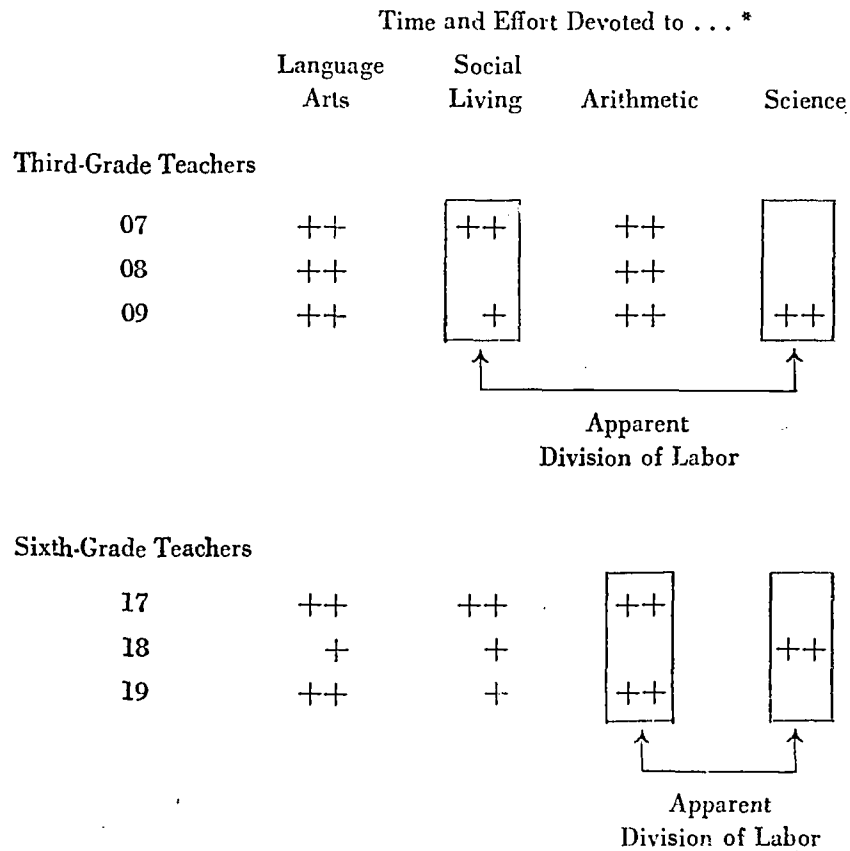 Time and Effort Devoted to . . . *
Language Social
Arts Living Arithmetic Science
Third-Grade Teachers
07 ++ ++ ++
08 ++ ++
09 ++ + ++ ++
Apparent
Division of Labor
Sixth-Grade Teachers
17 ++ ++ ++
18 + + ++
19 ++ + ++
Apparent
Division of Labor